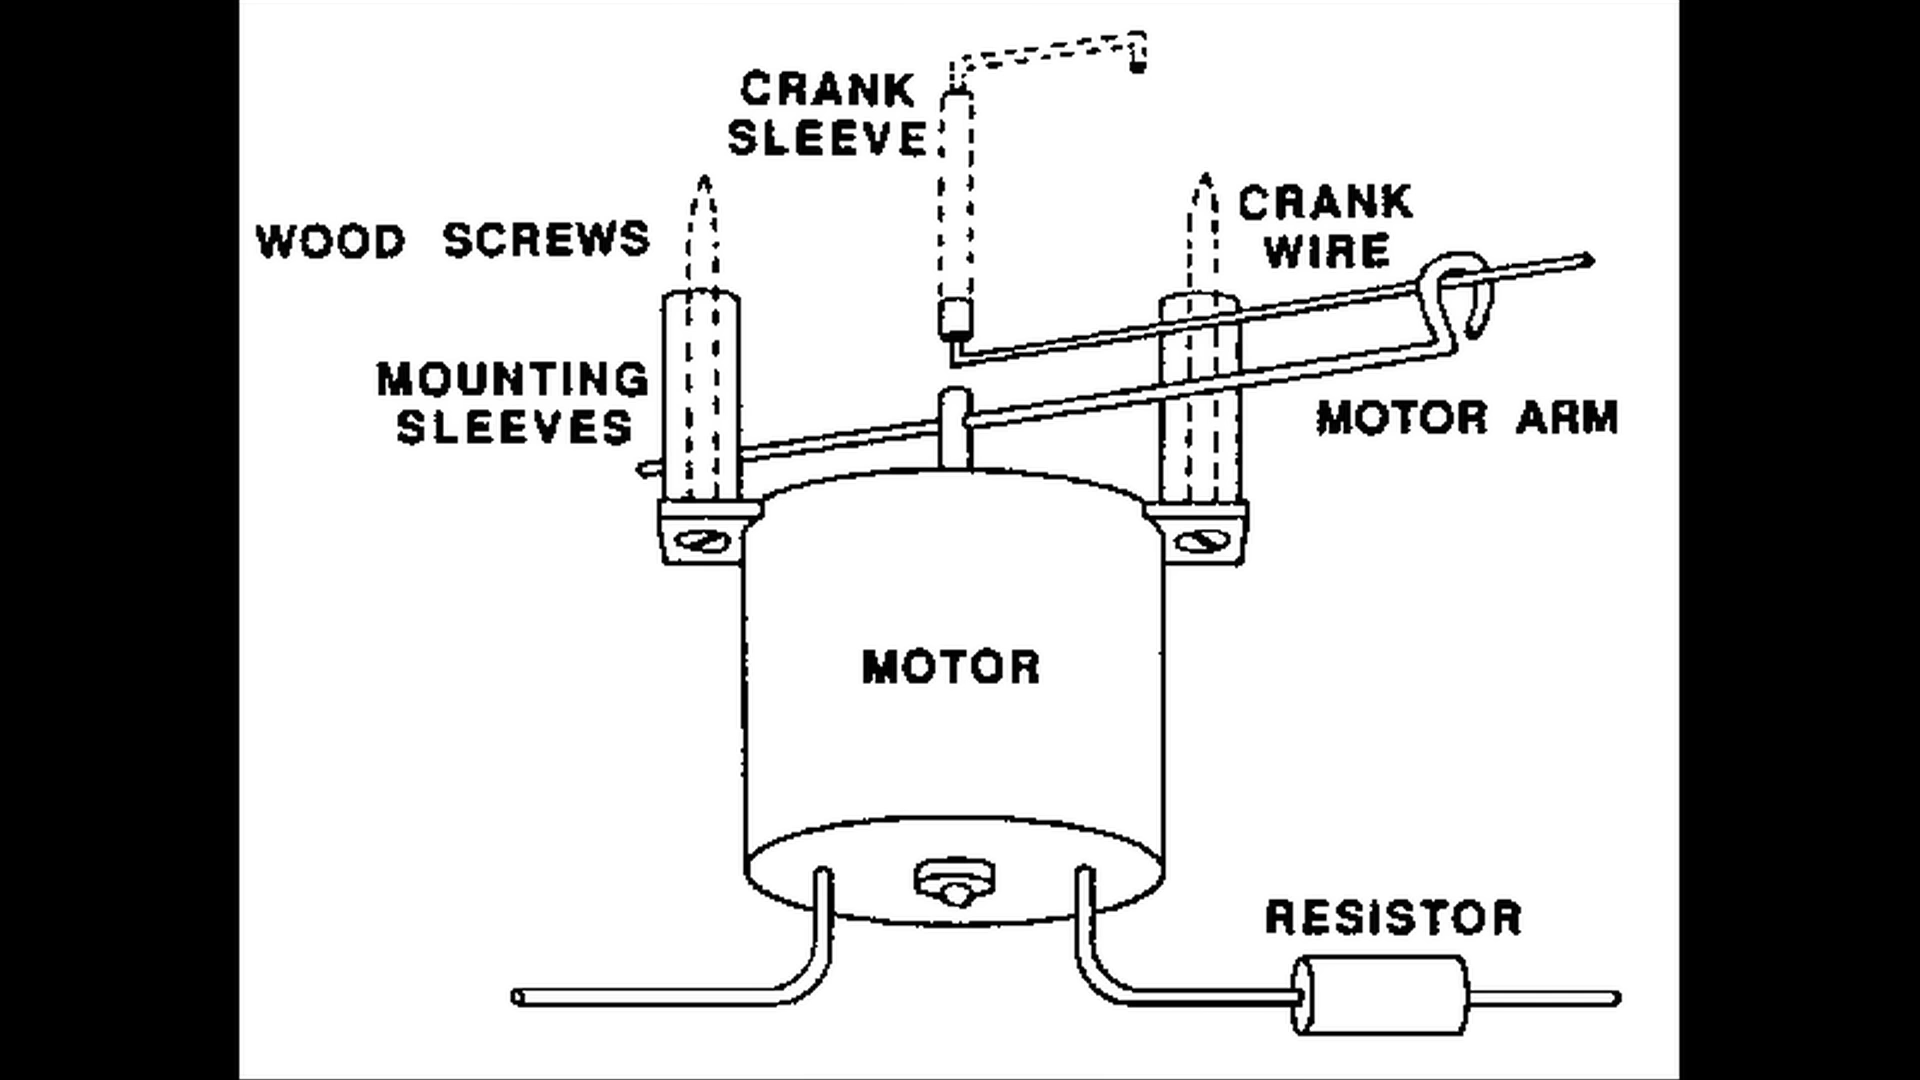 CRANK
SLEEVE
WOOD SCREWS
CRANK
WIRE
MOUNTING
SLEEVES
MOTOR ARM
MOTOR
RESISTOR